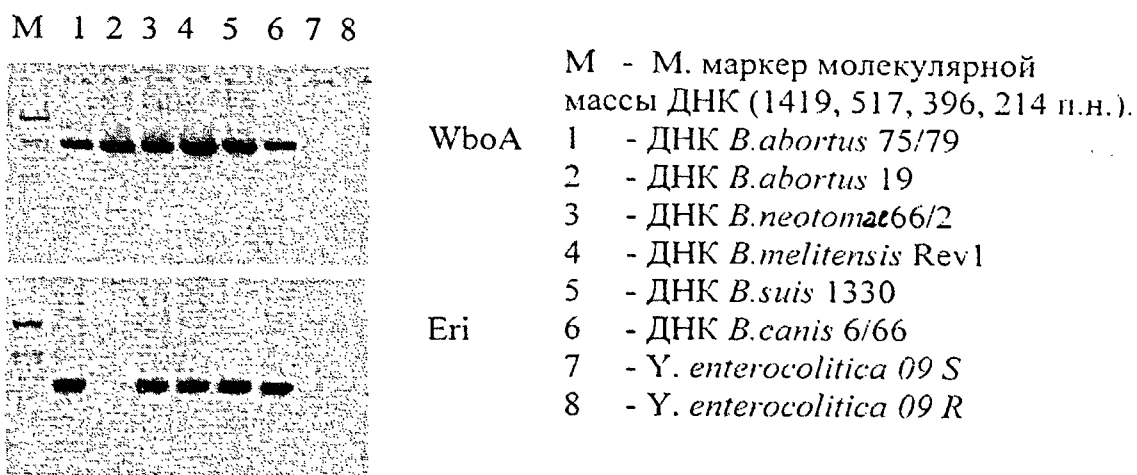 M 1 2 3 4 5 6 7 8
М - М. маркер молекулярной
массы ДНК (1419, 517, 396, 214 п.н.).
WboA 1 - ДНК B.abortus 75/79
2 - ДНК B.abortus 19
3 - ДНК B.neotomae66/2
4 - ДНК B.melitensis Rev1
5 - ДНК B.suis 1330
Eri 6 - ДНК B.canis 6/66
7 - Y. enterocolitica 09 S
8 - Y. enterocolitica 09 R